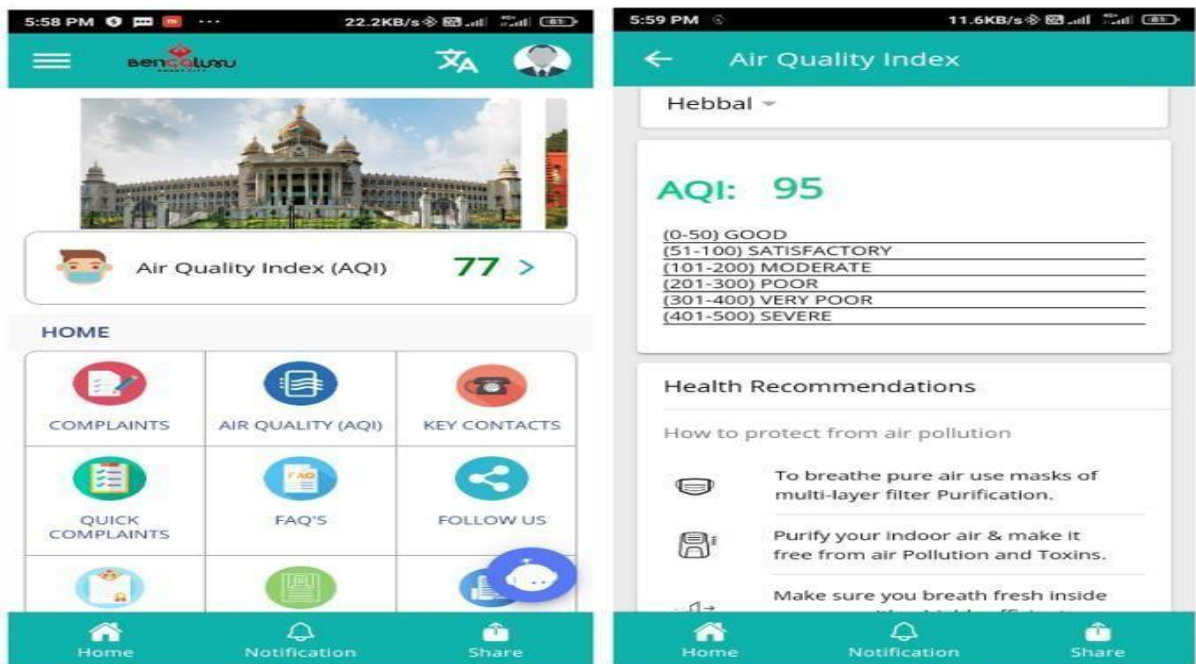 5:58 PM
22.2KB/s
BENGALURU
SMART CITY
Air Quality Index (AQI) 77 >
HOME
COMPLAINTS
AIR QUALITY (AQI)
KEY CONTACTS
QUICK
COMPLAINTS
FAQ
FAQ'S
FOLLOW US
Home
Notification
Share
5:59 PM
11.6KB/s
Air Quality Index
Hebbal
AQI: 95
(0-50) GOOD
(51-100) SATISFACTORY
(101-200) MODERATE
(201-300) POOR
(301-400) VERY POOR
(401-500) SEVERE
Health Recommendations
How to protect from air pollution
To breathe pure air use masks of
multi-layer filter Purification.
Purify your indoor air & make it
free from air Pollution and Toxins.
Make sure you breath fresh inside
Home
Notification
Share